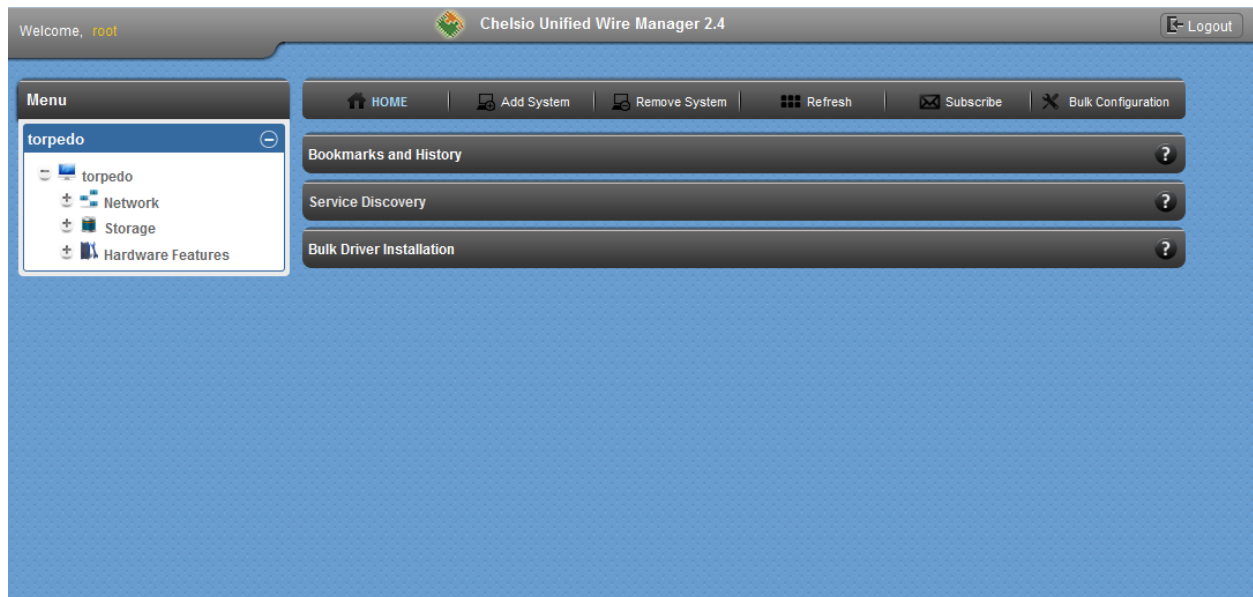 Welcome, root
Chelsio Unified Wire Manager 2.4
Logout
Menu
HOME
Add System
Remove System
Refresh
Subscribe
Bulk Configuration
torpedo
torpedo
Network
Storage
Hardware Features
Bookmarks and History ?
Service Discovery ?
Bulk Driver Installation ?